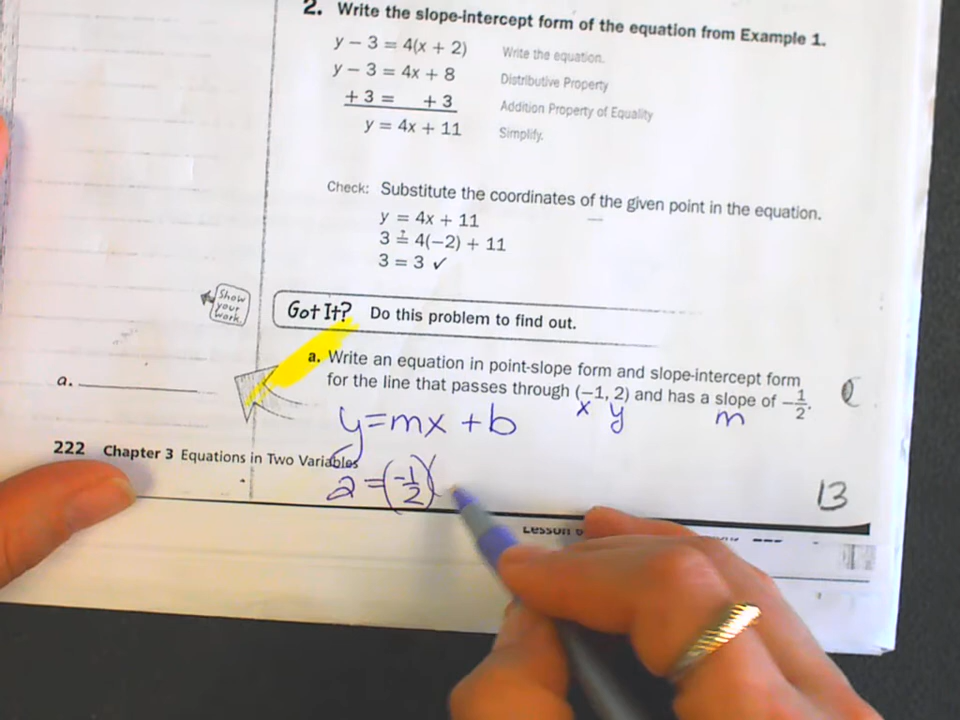 2. Write the slope-intercept form of the equation from Example 1.
y − 3 = 4(x + 2) Write the equation.
y − 3 = 4x + 8 Distributive Property
+ 3 = + 3 Addition Property of Equality
y = 4x + 11 Simplify.
Check: Substitute the coordinates of the given point in the equation.
y = 4x + 11
3 ≟ 4(−2) + 11
3 = 3 ✓
Show
your
work.
Got It? Do this problem to find out.
a. Write an equation in point-slope form and slope-intercept form
for the line that passes through (−1, 2) and has a slope of −1/2.
a.
x y m
y=mx+b
222 Chapter 3 Equations in Two Variables
2=(-1/2)(
13
Lesson